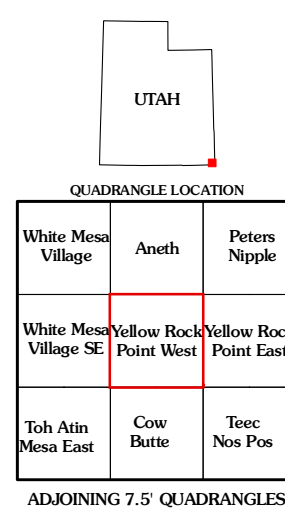 UTAH
QUADRANGLE LOCATION
White Mesa
Village
Aneth
Peters
Nipple
White Mesa
Village SE
Yellow Rock
Point West
Yellow Roc
Point East
Toh Atin
Mesa East
Cow
Butte
Teec
Nos Pos
ADJOINING 7.5' QUADRANGLES